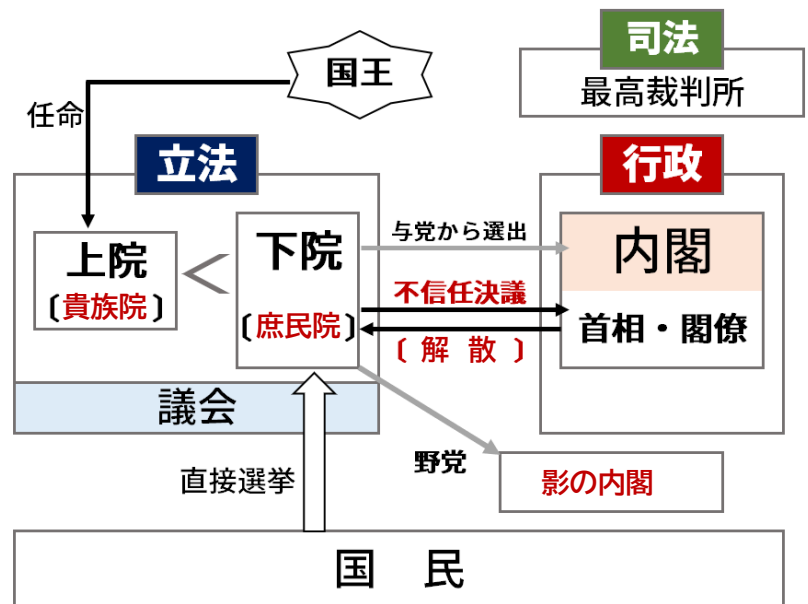 司法
国王
最高裁判所
任命
立法
行政
上院
〔貴族院〕
下院
〔庶民院〕
与党から選出
内閣
不信任決議
首相・閣僚
〔 解 散 〕
議会
野党
影の内閣
直接選挙
国 民